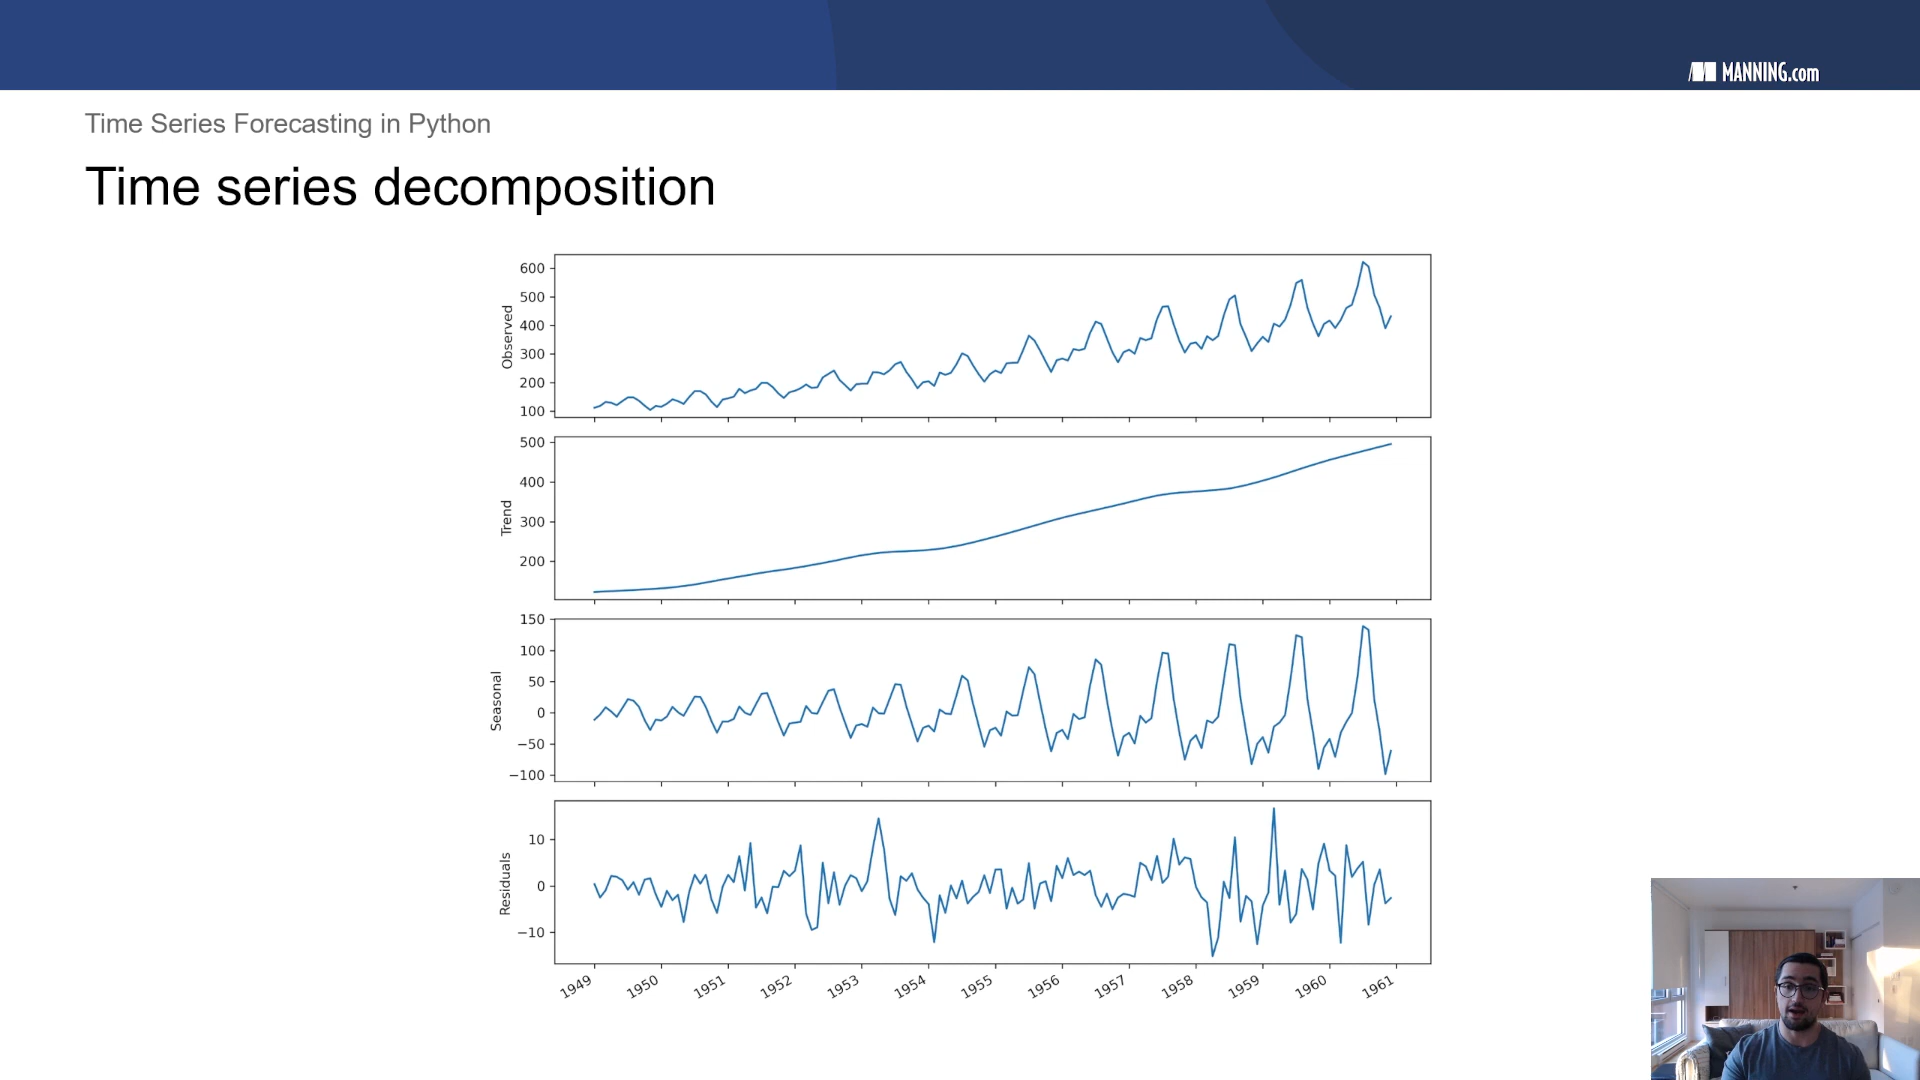 MANNING.com
Time Series Forecasting in Python
Time series decomposition
Observed
600
500
400
300
200
100
Trend
500
400
300
200
Seasonal
150
100
50
0
−50
−100
Residuals
10
0
−10
1949 1950 1951 1952 1953 1954 1955 1956 1957 1958 1959 1960 1961